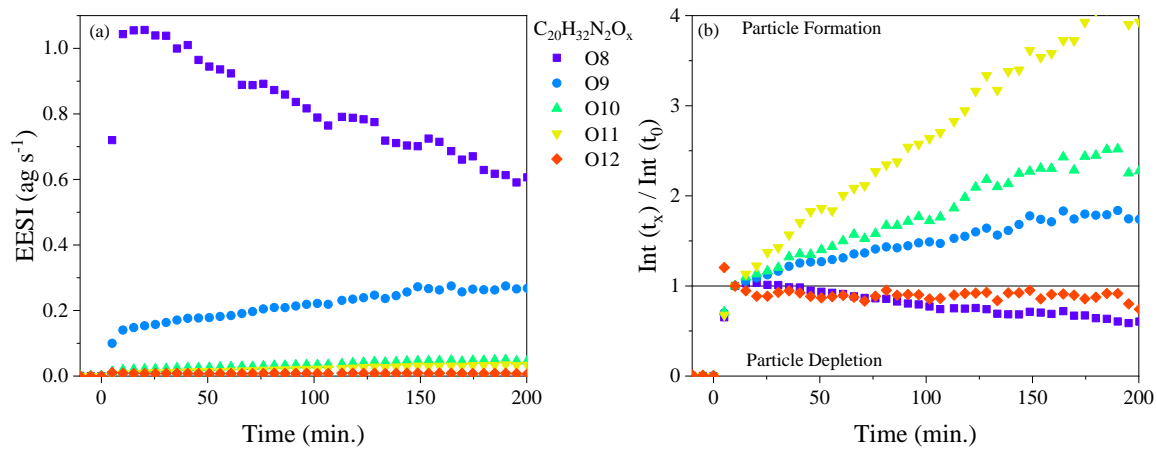 (a)
C20H32N2Ox
O8
O9
O10
O11
O12
EESI (ag s⁻¹)
1.0
0.8
0.6
0.4
0.2
0.0
0
50
100
150
200
Time (min.)
(b)
Particle Formation
Particle Depletion
Int (tx) / Int (t0)
4
3
2
1
0
0
50
100
150
200
Time (min.)